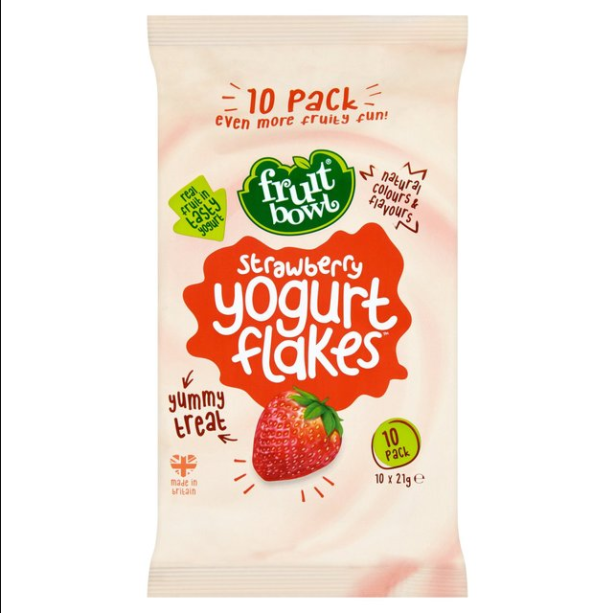 10 PACK
even more fruity fun!
real
fruit in
tasty
yogurt
fruit®
bowl
natural
colours &
flavours
strawberry
yogurt
flakes™
yummy
treat
10
PACK
10 x 21g ℮
made in
britain